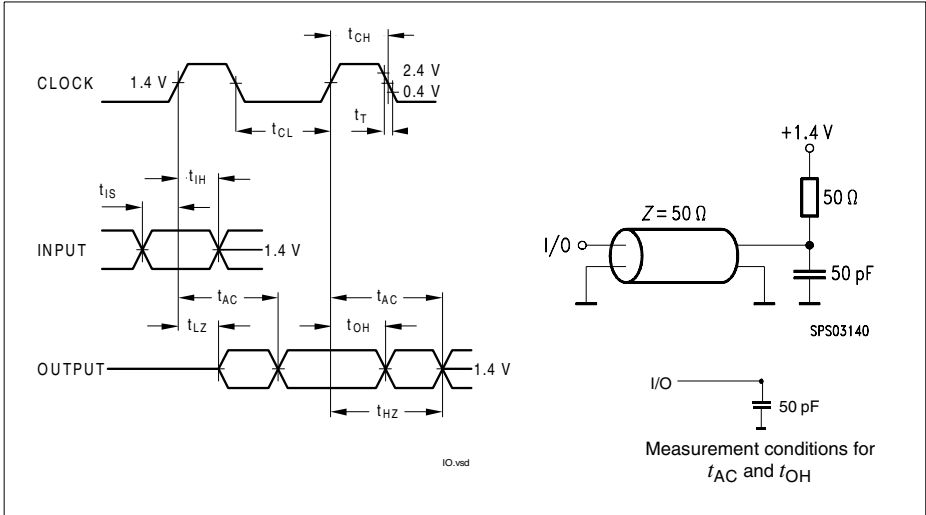 tCH
CLOCK
1.4 V
2.4 V
0.4 V
tT
tCL
tIS
tIH
INPUT
1.4 V
tAC
tAC
tLZ
tOH
OUTPUT
1.4 V
tHZ
IO.vsd
+1.4 V
50 Ω
Z = 50 Ω
I/O
50 pF
SPS03140
I/O
50 pF
Measurement conditions for
tAC and tOH